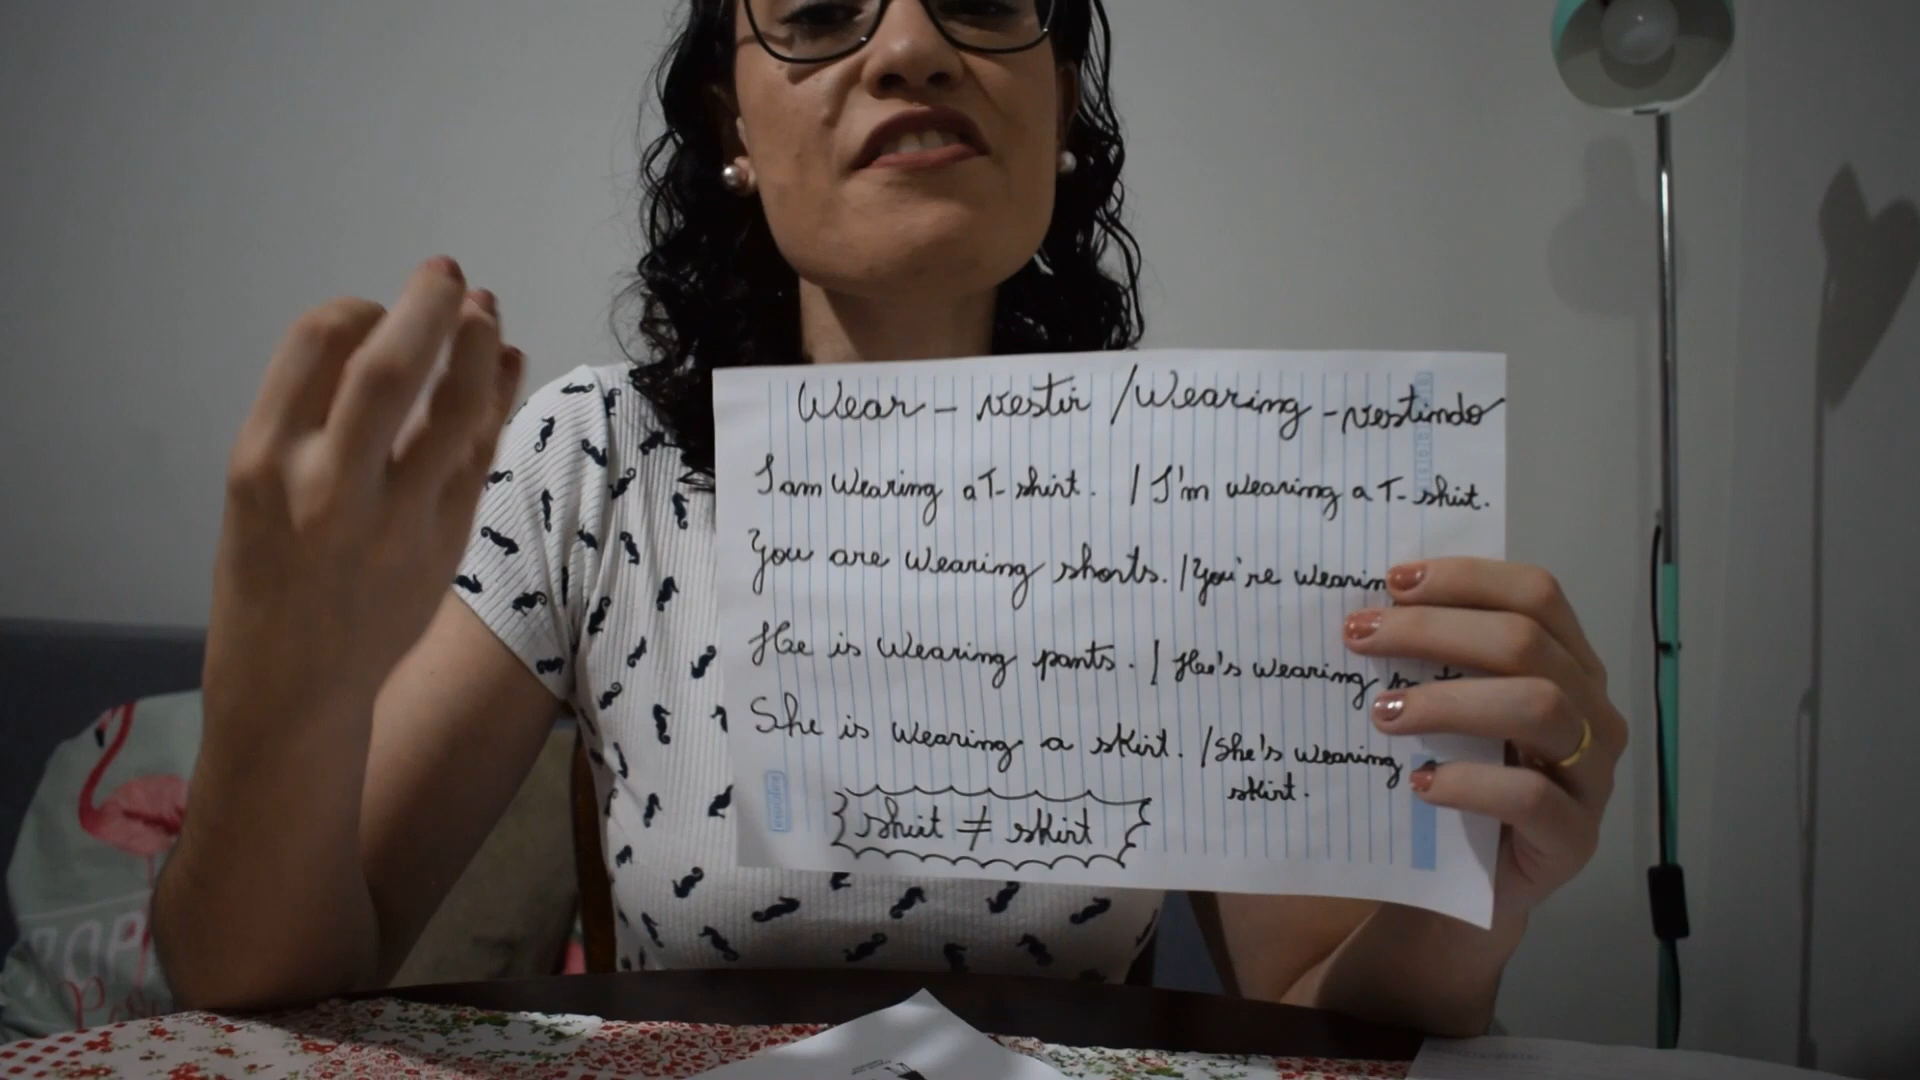 Wear - vestir / Wearing - vestindo
I am Wearing a T-shirt. / I'm wearing a T-shirt.
You are wearing shorts. / You're wearin
He is Wearing pants. / He's wearing
She is wearing a skirt. / She's wearing
skirt.
shirt ≠ skirt